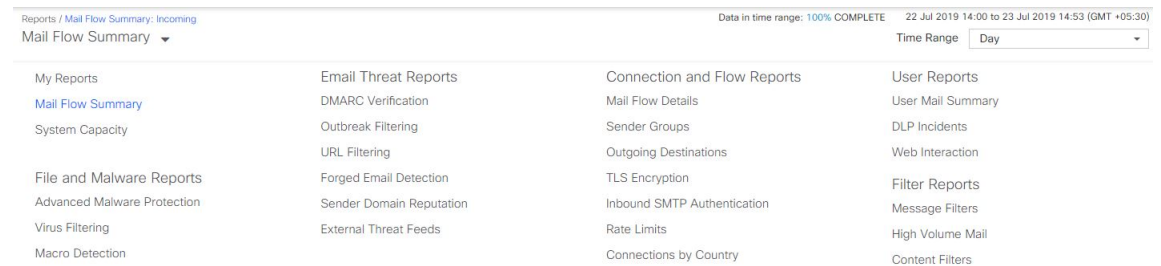 Reports / Mail Flow Summary: Incoming
Data in time range: 100% COMPLETE
22 Jul 2019 14:00 to 23 Jul 2019 14:53 (GMT +05:30)
Mail Flow Summary
Time Range
Day
My Reports
Mail Flow Summary
System Capacity
File and Malware Reports
Advanced Malware Protection
Virus Filtering
Macro Detection
Email Threat Reports
DMARC Verification
Outbreak Filtering
URL Filtering
Forged Email Detection
Sender Domain Reputation
External Threat Feeds
Connection and Flow Reports
Mail Flow Details
Sender Groups
Outgoing Destinations
TLS Encryption
Inbound SMTP Authentication
Rate Limits
Connections by Country
User Reports
User Mail Summary
DLP Incidents
Web Interaction
Filter Reports
Message Filters
High Volume Mail
Content Filters